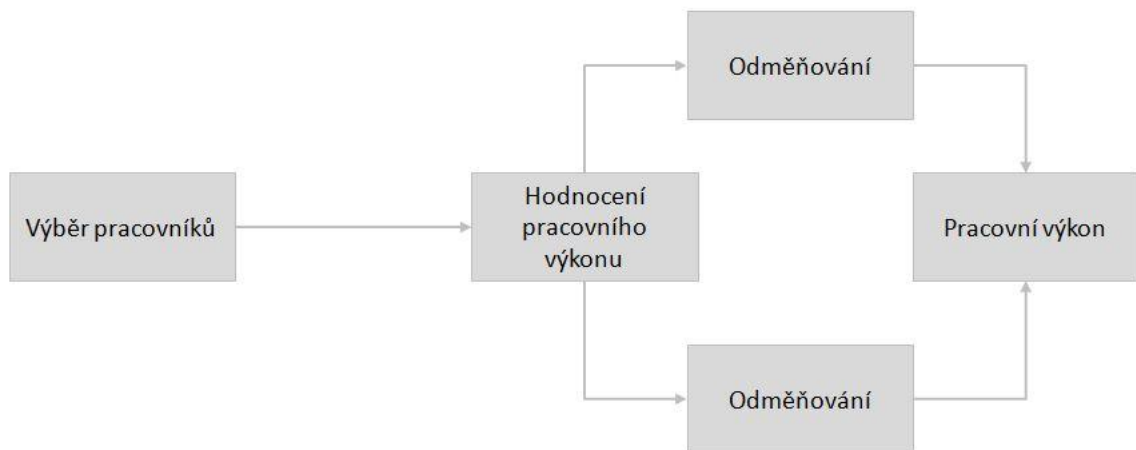 Odměňování
Výběr pracovníků
Hodnocení
pracovního
výkonu
Pracovní výkon
Odměňování